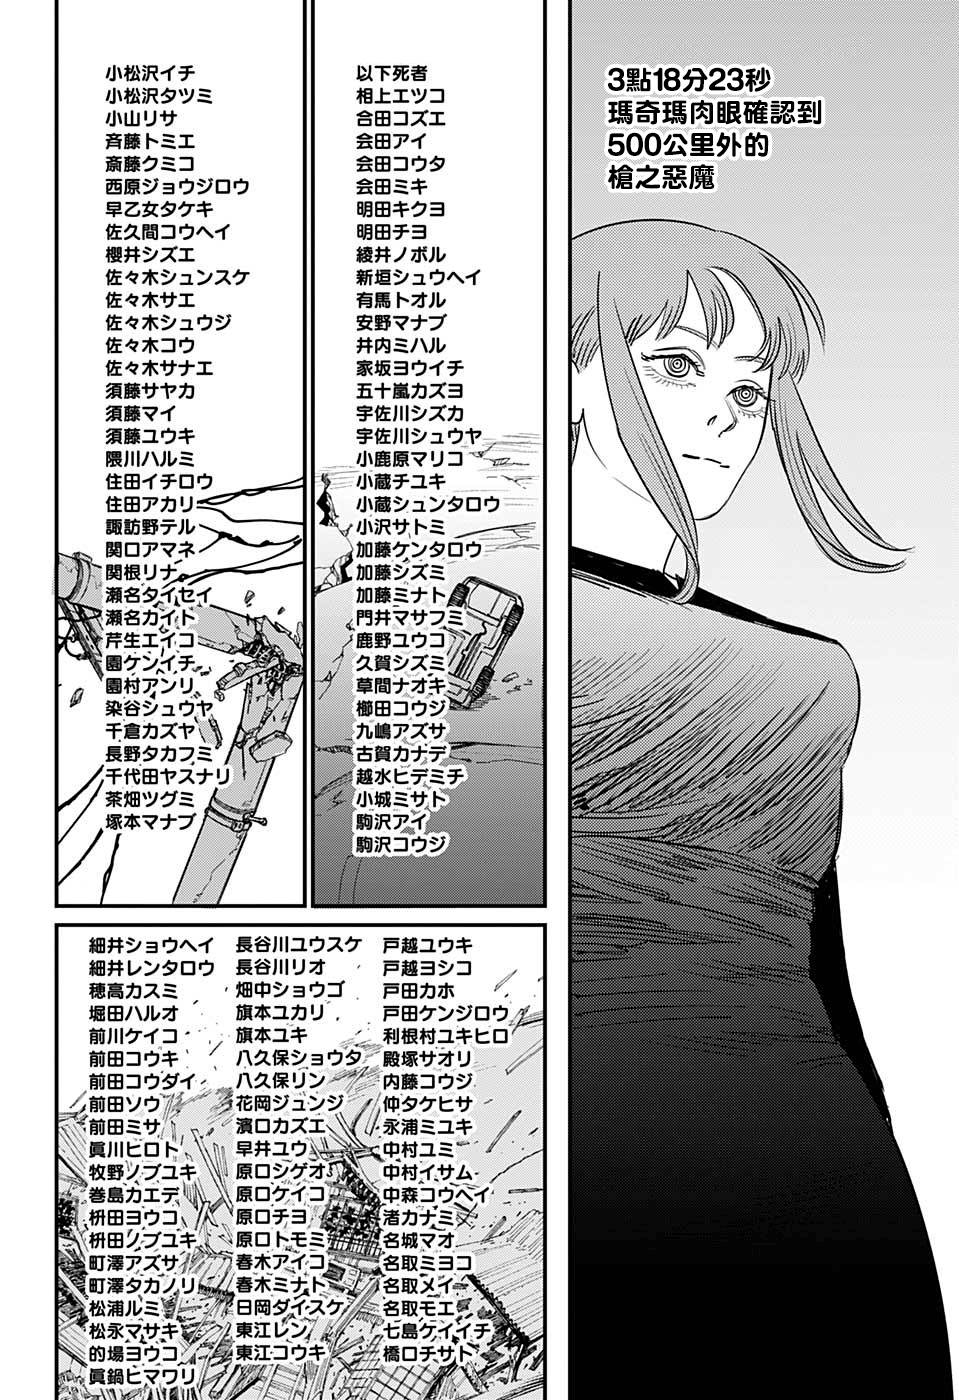 3點18分23秒
瑪奇瑪肉眼確認到
500公里外的
槍之惡魔
以下死者
相上エツコ
合田コズエ
会田アイ
会田コウタ
会田ミキ
明田キクヨ
明田チヨ
綾井ノボル
新垣シュウヘイ
有馬トオル
安野マナブ
井内ミハル
家坂ヨウイチ
五十嵐カズヨ
宇佐川シズカ
宇佐川シュウヤ
小鹿原マリコ
小蔵チユキ
小蔵シュンタロウ
小沢サトミ
加藤ケンタロウ
加藤シズミ
加藤ミナト
門井マサフミ
鹿野ユウコ
久賀シズミ
草間ナオキ
櫛田コウジ
九嶋アズサ
古賀カナデ
越水ヒデミチ
小城ミサト
駒沢アイ
駒沢コウジ
小松沢イチ
小松沢タツミ
小山リサ
斉藤トミエ
斎藤クミコ
西原ジョウジロウ
早乙女タケキ
佐久間コウヘイ
櫻井シズエ
佐々木シュンスケ
佐々木サエ
佐々木シュウジ
佐々木コウ
佐々木サナエ
須藤サヤカ
須藤マイ
須藤ユウキ
隈川ハルミ
住田イチロウ
住田アカリ
諏訪野テル
関口アマネ
関根リナ
瀬名タイセイ
瀬名カイト
芹生エイコ
園ケンイチ
園村アンリ
染谷シュウヤ
千倉カズヤ
長野タカフミ
千代田ヤスナリ
茶畑ツグミ
塚本マナブ
戸越ユウキ
戸越ヨシコ
戸田カホ
戸田ケンジロウ
利根村ユキヒロ
殿塚サオリ
内藤コウジ
仲タケヒサ
永浦ミユキ
中村ユミ
中村イサム
中森コウヘイ
渚カナミ
名城マオ
名取ミヨコ
名取メイ
名取モエ
七島ケイイチ
橋口チサト
長谷川ユウスケ
長谷川リオ
畑中ショウゴ
旗本ユカリ
旗本ユキ
八久保ショウタ
八久保リン
花岡ジュンジ
濱口カズエ
早井ユウ
原口シゲオ
原口ケイコ
原口チヨ
原口トモミ
春木アイコ
春木ミナト
日岡ダイスケ
東江レン
東江コウキ
細井ショウヘイ
細井レンタロウ
穂高カスミ
堀田ハルオ
前川ケイコ
前田コウキ
前田コウダイ
前田ソウ
前田ミサ
眞川ヒロト
牧野ノブユキ
巻島カエデ
枡田ヨウコ
枡田ノブユキ
町澤アズサ
町澤タカノリ
松浦ルミ
松永マサキ
的場ヨウコ
眞鍋ヒマワリ